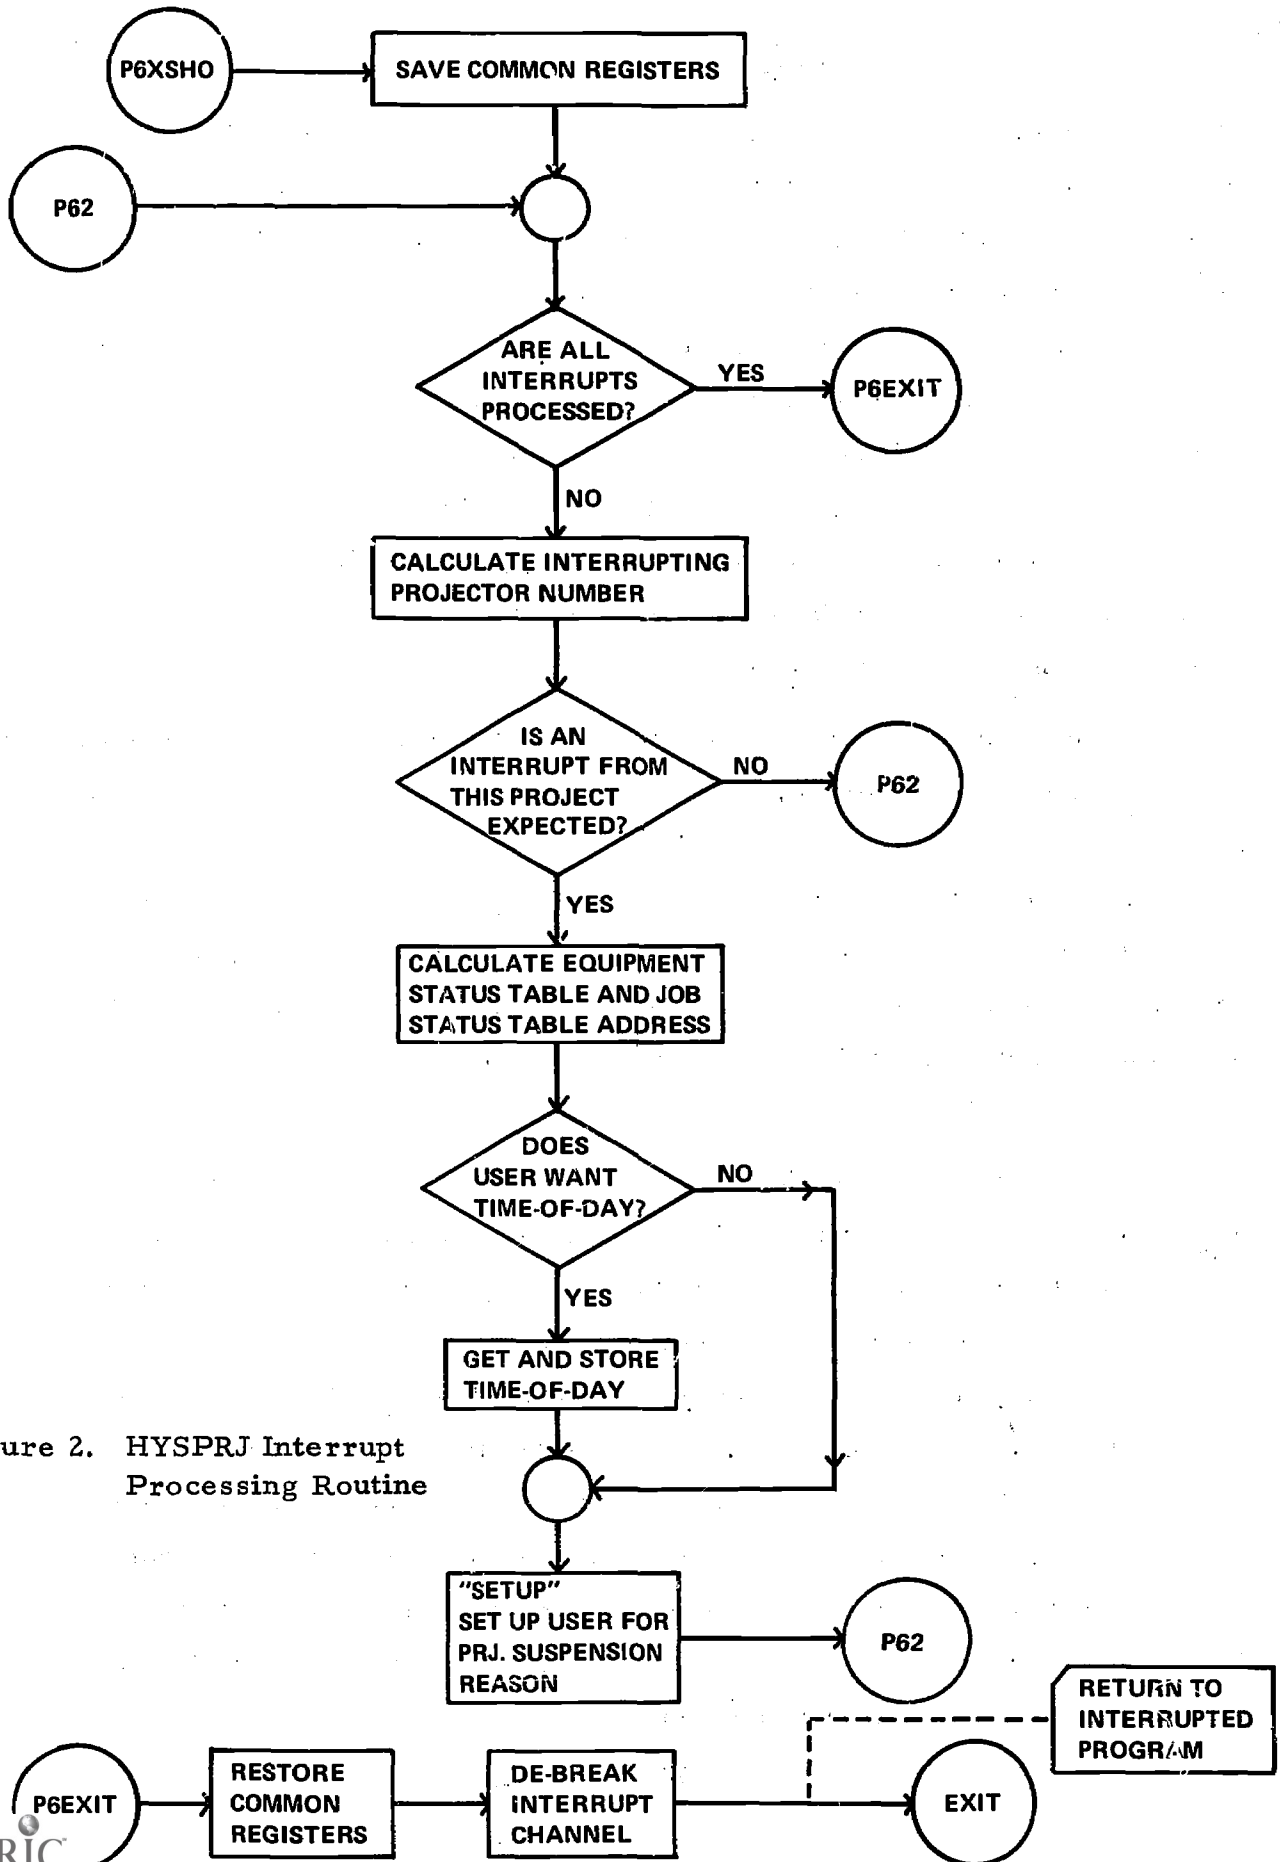 P6XSHO
SAVE COMMON REGISTERS
P62
ARE ALL
INTERRUPTS
PROCESSED?
YES
P6EXIT
NO
CALCULATE INTERRUPTING
PROJECTOR NUMBER
IS AN
INTERRUPT FROM
THIS PROJECT
EXPECTED?
NO
P62
YES
CALCULATE EQUIPMENT
STATUS TABLE AND JOB
STATUS TABLE ADDRESS
DOES
USER WANT
TIME-OF-DAY?
NO
YES
GET AND STORE
TIME-OF-DAY
ure 2. HYSPRJ Interrupt
Processing Routine
"SETUP"
SET UP USER FOR
PRJ. SUSPENSION
REASON
P62
RETURN TO
INTERRUPTED
PROGRAM
P6EXIT
RESTORE
COMMON
REGISTERS
DE-BREAK
INTERRUPT
CHANNEL
EXIT
RIC